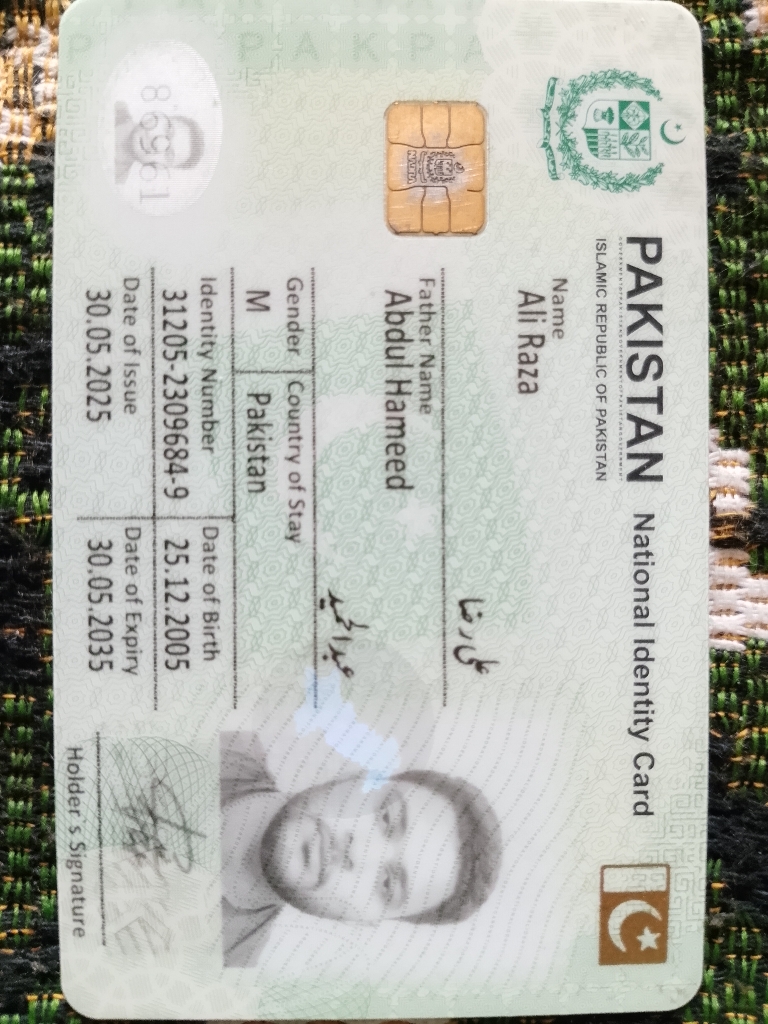 PAKISTAN National Identity Card
ISLAMIC REPUBLIC OF PAKISTAN
Name
Ali Raza
علی رضا
Father Name
Abdul Hameed
عبدالحمید
Gender Country of Stay
M Pakistan
Identity Number Date of Birth
31205-2309684-9 25.12.2005
Date of Issue Date of Expiry
30.05.2025 30.05.2035
Holder's Signature
86961